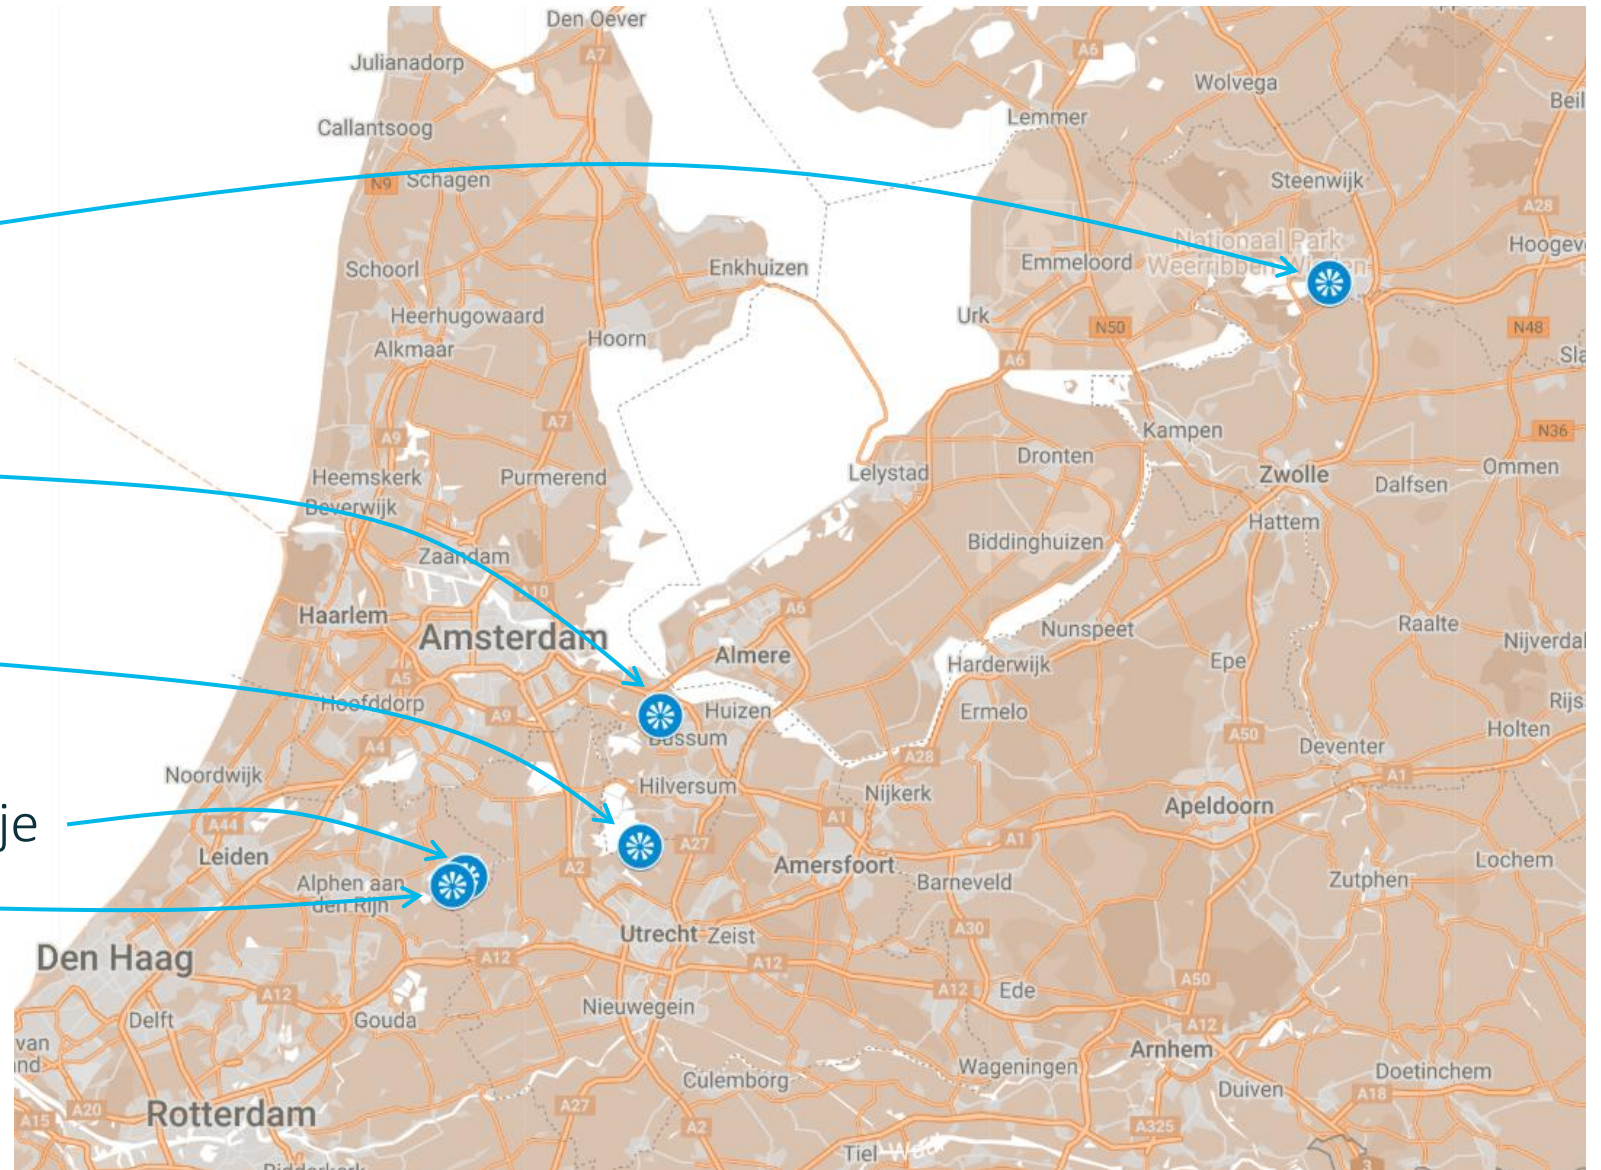 Den Oever
A7
A6
Julianadorp
Wolvega
Beil
Lemmer
Callantsoog
N9
Schagen
Steenwijk
A28
Nationaal Park
Weerribben-Wieden
Hoogev
Schoorl
Enkhuizen
Emmeloord
Heerhugowaard
Urk
N50
N48
Alkmaar
Hoorn
A6
Sla
A7
A9
Kampen
N36
Heemskerk
Purmerend
Lelystad
Dronten
Zwolle
Dalfsen
Ommen
Beverwijk
Hattem
Zaandam
Biddinghuizen
A10
A6
Haarlem
Amsterdam
Almere
Nunspeet
Raalte
Nijverdal
Harderwijk
Epe
A5
Hoofddorp
A9
Huizen
Ermelo
Rijs
Bussum
A4
A28
A50
Deventer
Holten
Noordwijk
Hilversum
Nijkerk
A1
Apeldoorn
je
A44
A1
A1
Leiden
A27
A2
Amersfoort
Lochem
Alphen aan
den Rijn
Barneveld
Zutphen
Utrecht
Zeist
A30
Den Haag
A12
A12
A12
A12
Ede
A50
Delft
Gouda
Nieuwegein
A12
van
nd
Arnhem
Wageningen
Doetinchem
Culemborg
Duiven
A18
A15
A20
Rotterdam
A27
A2
A325
Tiel
Waal
3